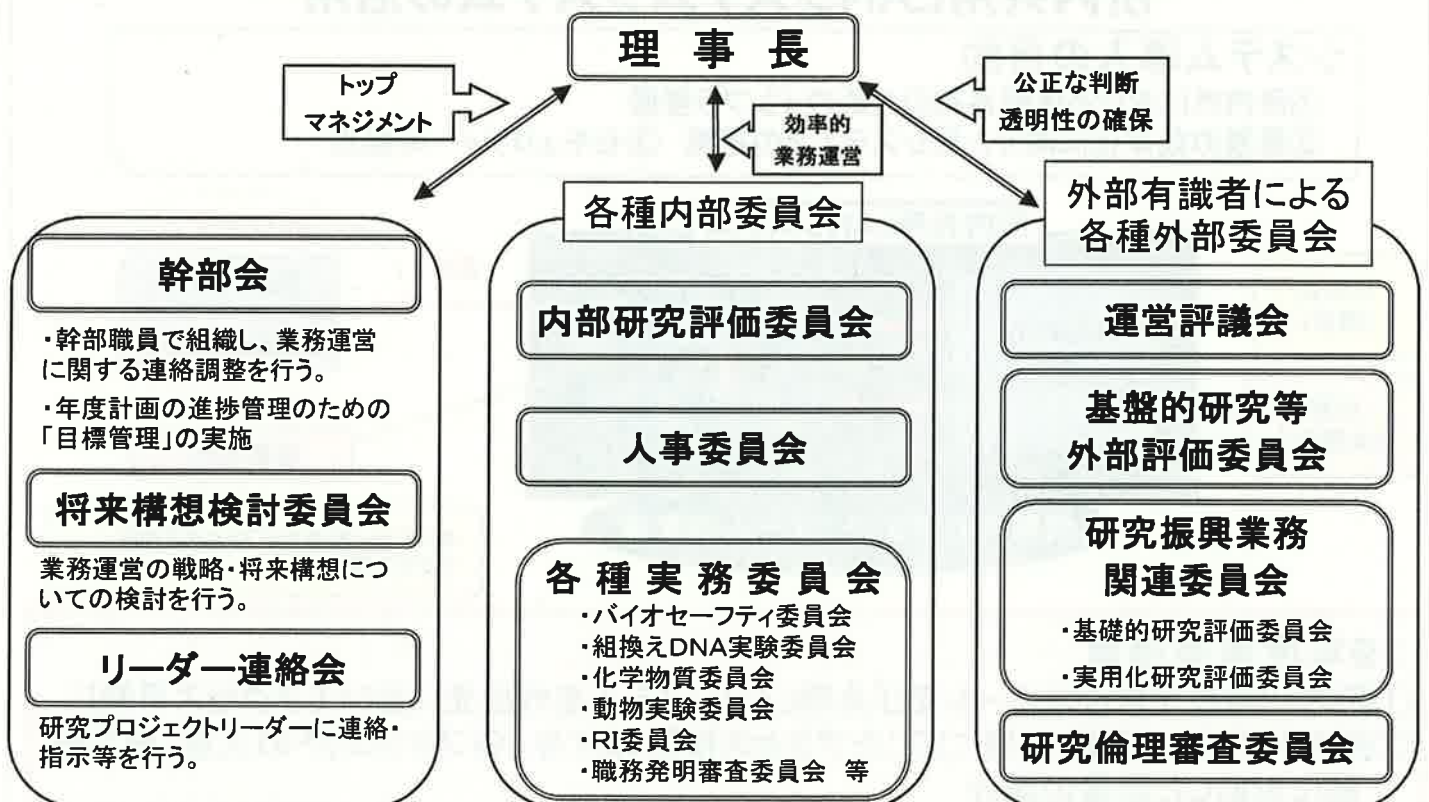 理 事 長
トップ
マネジメント
効率的
業務運営
公正な判断
透明性の確保
幹部会
・幹部職員で組織し、業務運営
に関する連絡調整を行う。
・年度計画の進捗管理のための
「目標管理」の実施
将来構想検討委員会
業務運営の戦略・将来構想につ
いての検討を行う。
リーダー連絡会
研究プロジェクトリーダーに連絡・
指示等を行う。
各種内部委員会
内部研究評価委員会
人事委員会
各 種 実 務 委 員 会
・バイオセーフティ委員会
・組換えDNA実験委員会
・化学物質委員会
・動物実験委員会
・RI委員会
・職務発明審査委員会 等
外部有識者による
各種外部委員会
運営評議会
基盤的研究等
外部評価委員会
研究振興業務
関連委員会
・基礎的研究評価委員会
・実用化研究評価委員会
研究倫理審査委員会